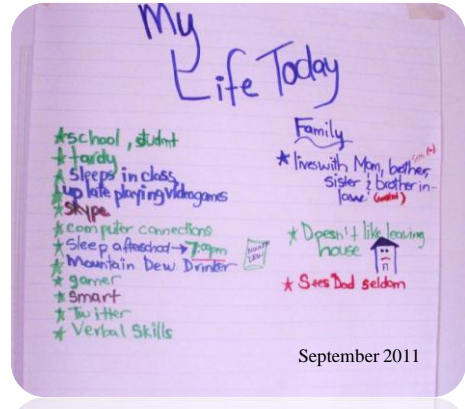 My
Life Today
★ school, studnt
★ tardy
★ sleeps in class,
up late playing videogames
★ Skype
★ computer connections
★ Sleep afterschool → 7:00pm
★ Mountain Dew Drinker
★ gamer
★ smart
★ Twitter
★ Verbal Skills
Family
★ lives with Mom, brother,
sister & brother in-
law
★ Doesn't like leaving
house
★ Sees Dad seldom
September 2011